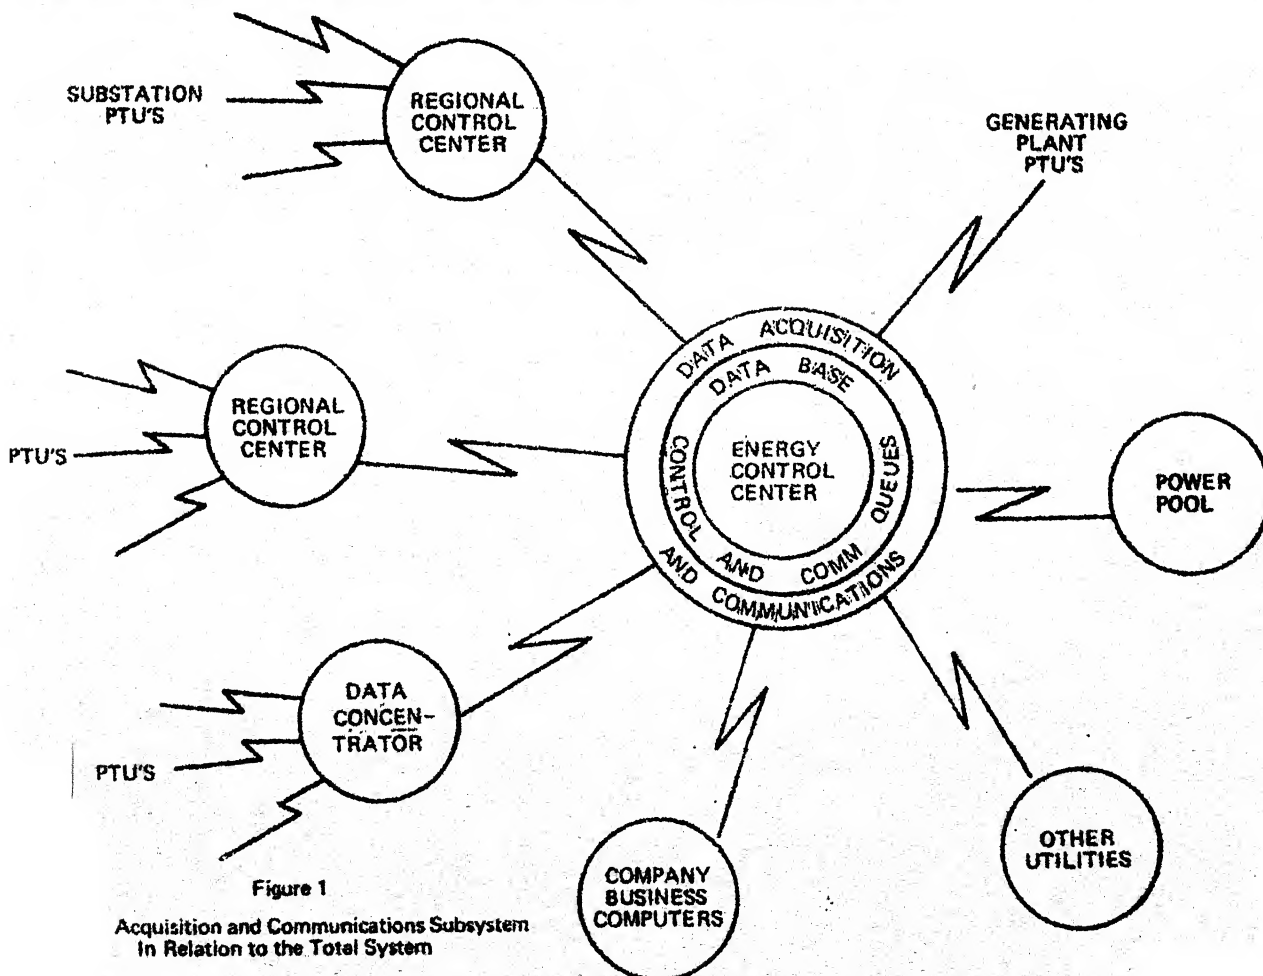 SUBSTATION
PTU'S
REGIONAL
CONTROL
CENTER
GENERATING
PLANT
PTU'S
DATA ACQUISITION
AND COMMUNICATIONS
DATA BASE
CONTROL AND COMM QUEUES
ENERGY
CONTROL
CENTER
REGIONAL
CONTROL
CENTER
PTU'S
POWER
POOL
DATA
CONCEN-
TRATOR
PTU'S
OTHER
UTILITIES
COMPANY
BUSINESS
COMPUTERS
Figure 1
Acquisition and Communications Subsystem
In Relation to the Total System